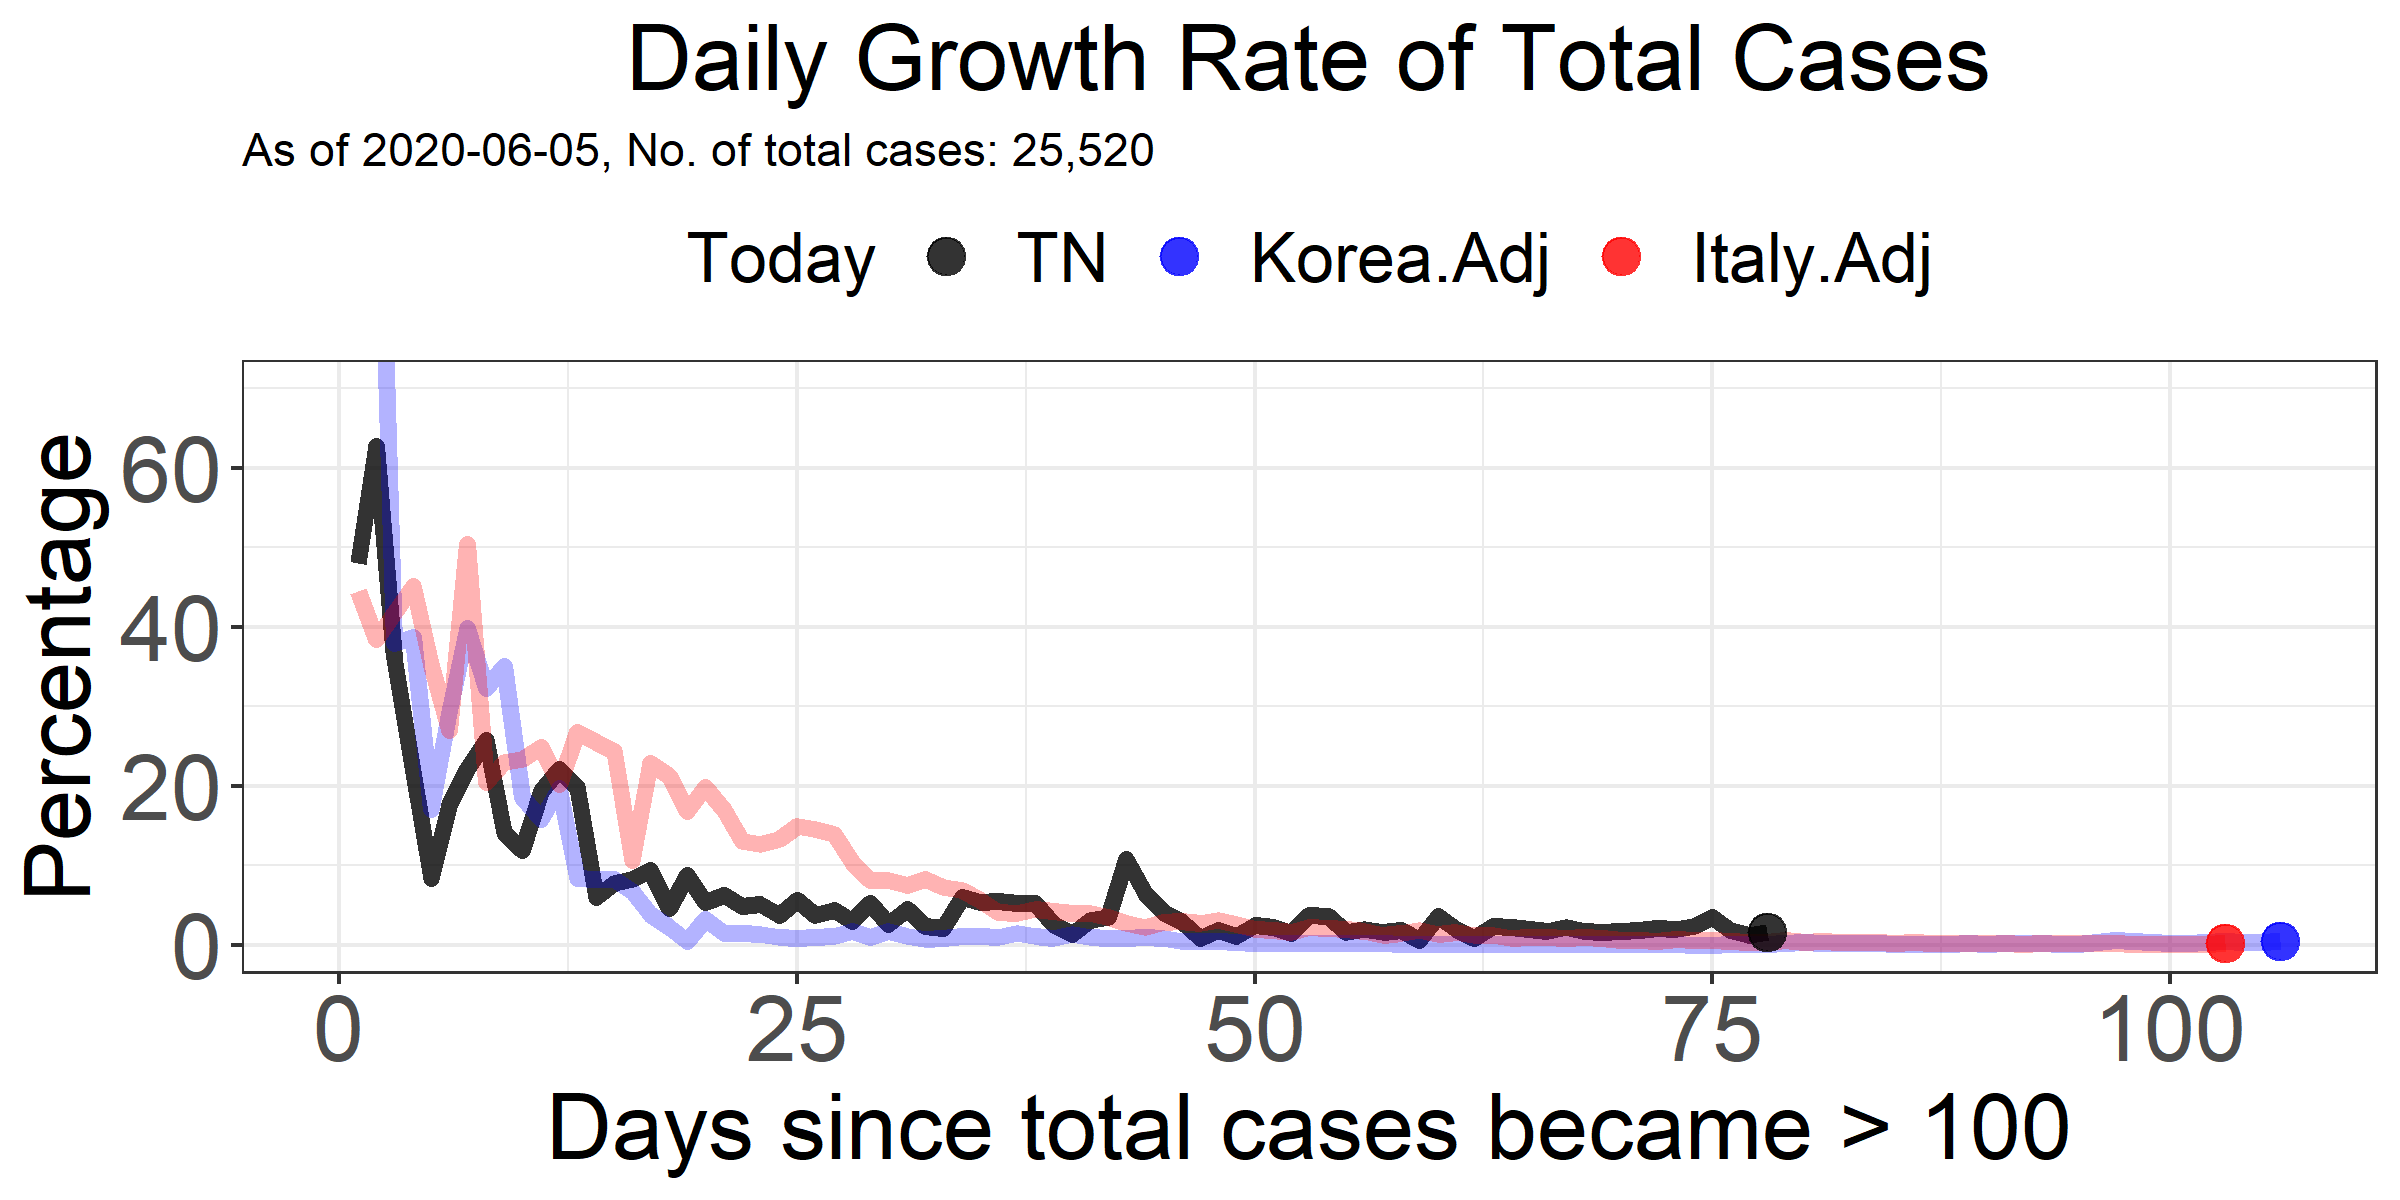 Daily Growth Rate of Total Cases
As of 2020-06-05, No. of total cases: 25,520
Today TN Korea.Adj Italy.Adj
Percentage
60
40
20
0
0 25 50 75 100
Days since total cases became > 100